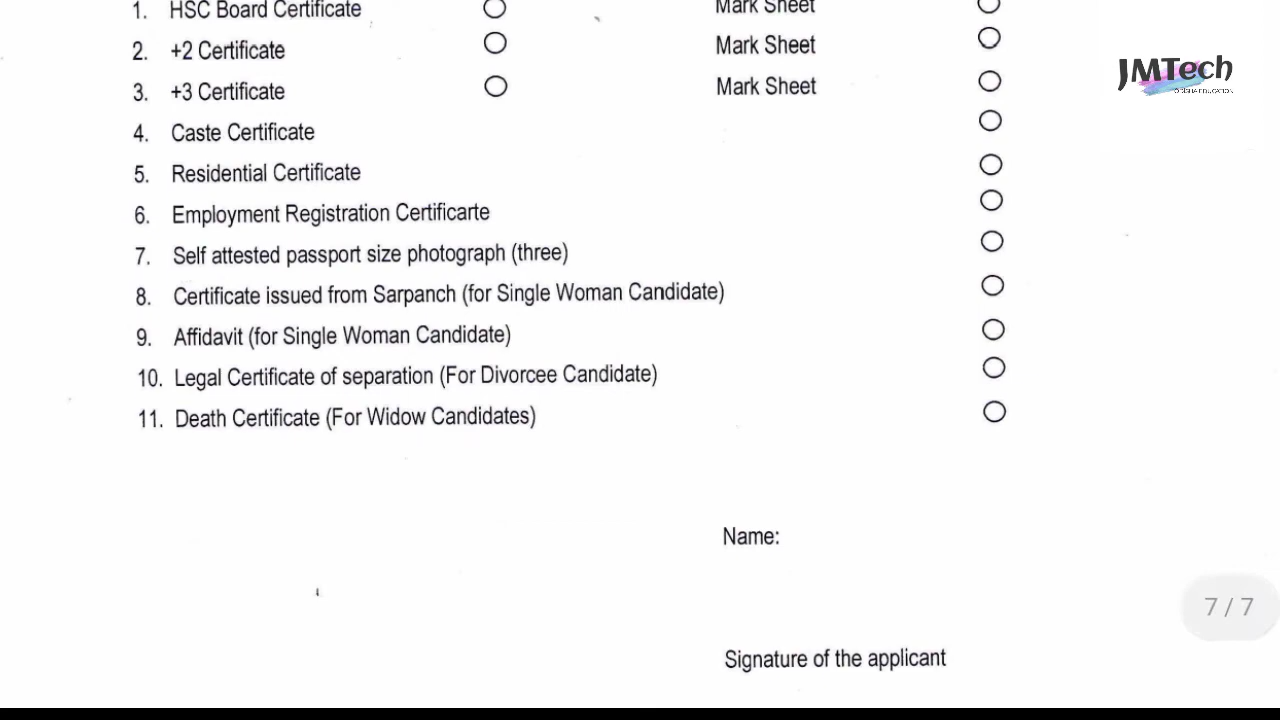 1. HSC Board Certificate Mark Sheet
2. +2 Certificate Mark Sheet
3. +3 Certificate Mark Sheet
4. Caste Certificate
5. Residential Certificate
6. Employment Registration Certificarte
7. Self attested passport size photograph (three)
8. Certificate issued from Sarpanch (for Single Woman Candidate)
9. Affidavit (for Single Woman Candidate)
10. Legal Certificate of separation (For Divorcee Candidate)
11. Death Certificate (For Widow Candidates)
Name:
Signature of the applicant
JMTech
7 / 7